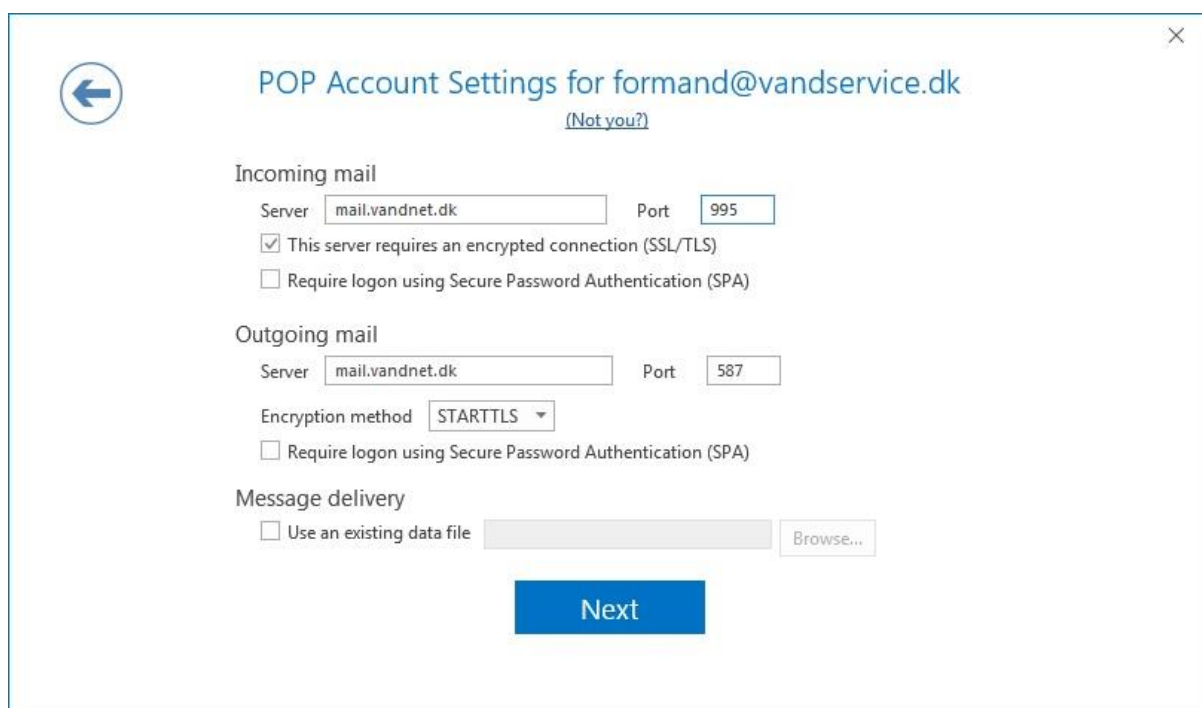 POP Account Settings for formand@vandservice.dk
(Not you?)
Incoming mail
Server mail.vandnet.dk Port 995
This server requires an encrypted connection (SSL/TLS)
Require logon using Secure Password Authentication (SPA)
Outgoing mail
Server mail.vandnet.dk Port 587
Encryption method STARTTLS
Require logon using Secure Password Authentication (SPA)
Message delivery
Use an existing data file Browse...
Next